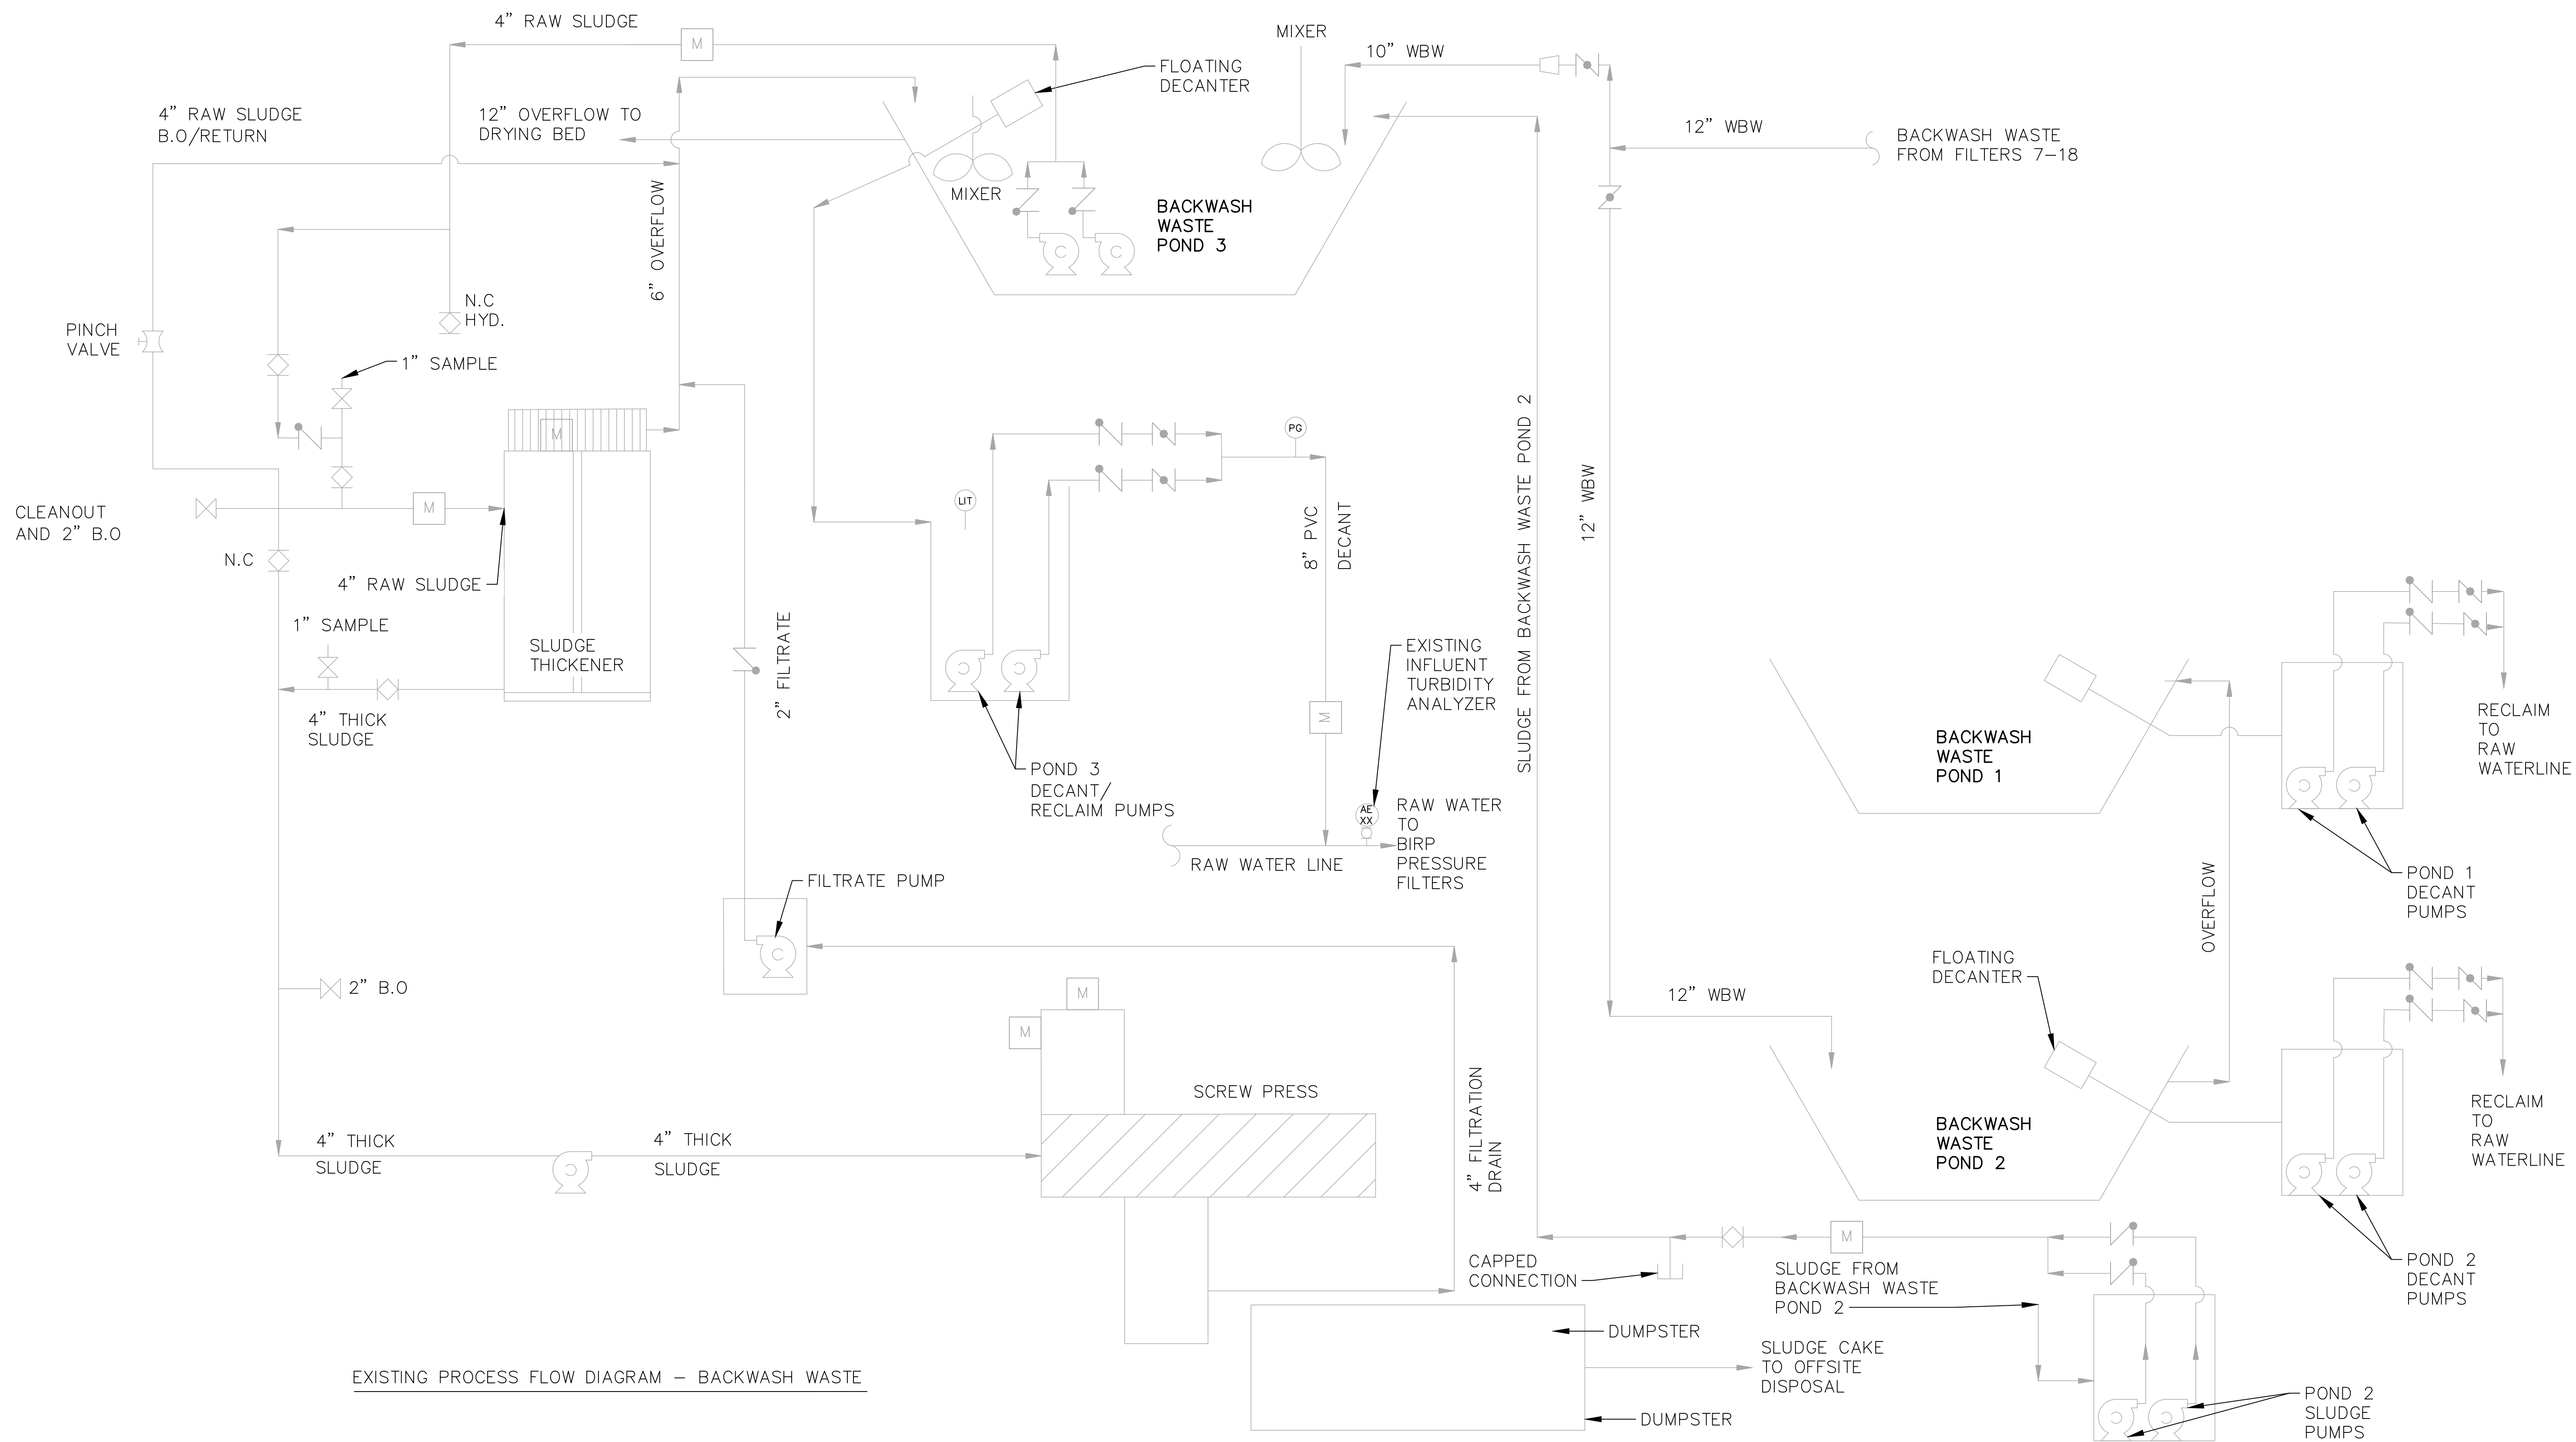 4” RAW SLUDGE
M
MIXER
10” WBW
FLOATING
DECANTER
4” RAW SLUDGE
B.O/RETURN
12” OVERFLOW TO
DRYING BED
12” WBW
BACKWASH WASTE
FROM FILTERS 7-18
MIXER
BACKWASH
WASTE
POND 3
C
C
6” OVERFLOW
N.C
HYD.
PINCH
VALVE
1” SAMPLE
M
PG
LIT
CLEANOUT
AND 2” B.O
M
N.C
4” RAW SLUDGE
8” PVC
DECANT
SLUDGE FROM BACKWASH WASTE POND 2
12” WBW
1” SAMPLE
SLUDGE
THICKENER
4” THICK
SLUDGE
2” FILTRATE
C
C
M
EXISTING
INFLUENT
TURBIDITY
ANALYZER
POND 3
DECANT/
RECLAIM PUMPS
AE
XX
RAW WATER
TO
BIRP
PRESSURE
FILTERS
RAW WATER LINE
BACKWASH
WASTE
POND 1
C
C
RECLAIM
TO
RAW
WATERLINE
POND 1
DECANT
PUMPS
OVERFLOW
FILTRATE PUMP
C
2” B.O
M
M
12” WBW
FLOATING
DECANTER
SCREW PRESS
4” FILTRATION
DRAIN
BACKWASH
WASTE
POND 2
C
C
RECLAIM
TO
RAW
WATERLINE
POND 2
DECANT
PUMPS
4” THICK
SLUDGE
C
4” THICK
SLUDGE
CAPPED
CONNECTION
M
SLUDGE FROM
BACKWASH WASTE
POND 2
DUMPSTER
SLUDGE CAKE
TO OFFSITE
DISPOSAL
DUMPSTER
C
C
POND 2
SLUDGE
PUMPS
EXISTING PROCESS FLOW DIAGRAM – BACKWASH WASTE